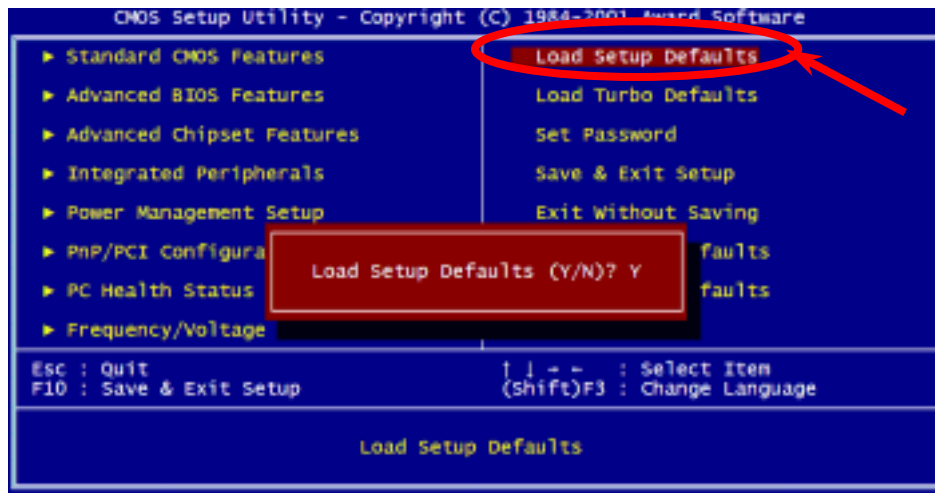 CMOS Setup Utility - Copyright (C) 1984-2001 Award Software
► Standard CMOS Features
► Advanced BIOS Features
► Advanced Chipset Features
► Integrated Peripherals
► Power Management Setup
► PnP/PCI Configura
► PC Health Status
► Frequency/Voltage
Load Setup Defaults
Load Turbo Defaults
Set Password
Save & Exit Setup
Exit Without Saving
faults
faults
Load Setup Defaults (Y/N)? Y
Esc : Quit
F10 : Save & Exit Setup
↑ ↓ → ← : Select Item
(Shift)F3 : Change Language
Load Setup Defaults